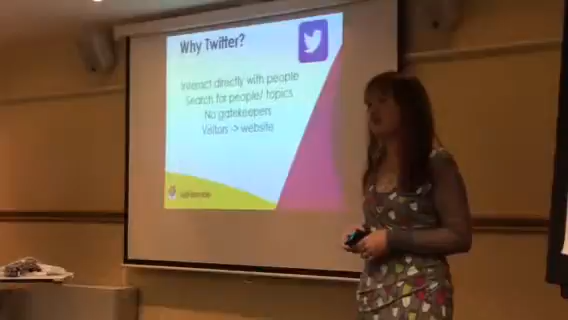 Why Twitter?
Interact directly with people
Search for people/ topics
No gatekeepers
Visitors -> website